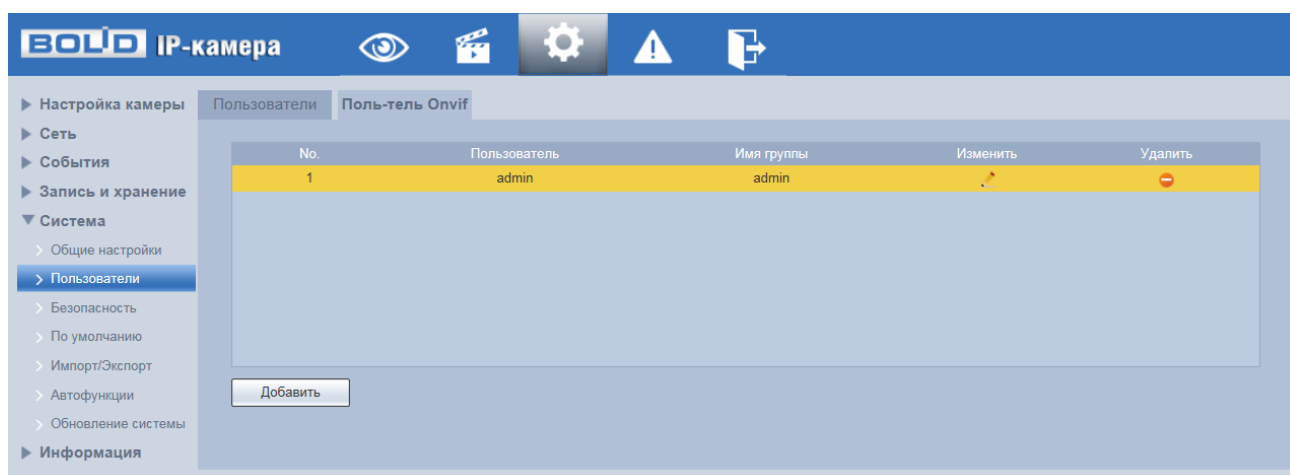 BOLID IP-камера
Настройка камеры
Сеть
События
Запись и хранение
Система
Общие настройки
Пользователи
Безопасность
По умолчанию
Импорт/Экспорт
Автофункции
Обновление системы
Информация
Пользователи Поль-тель Onvif
No. Пользователь Имя группы Изменить Удалить
1 admin admin
Добавить